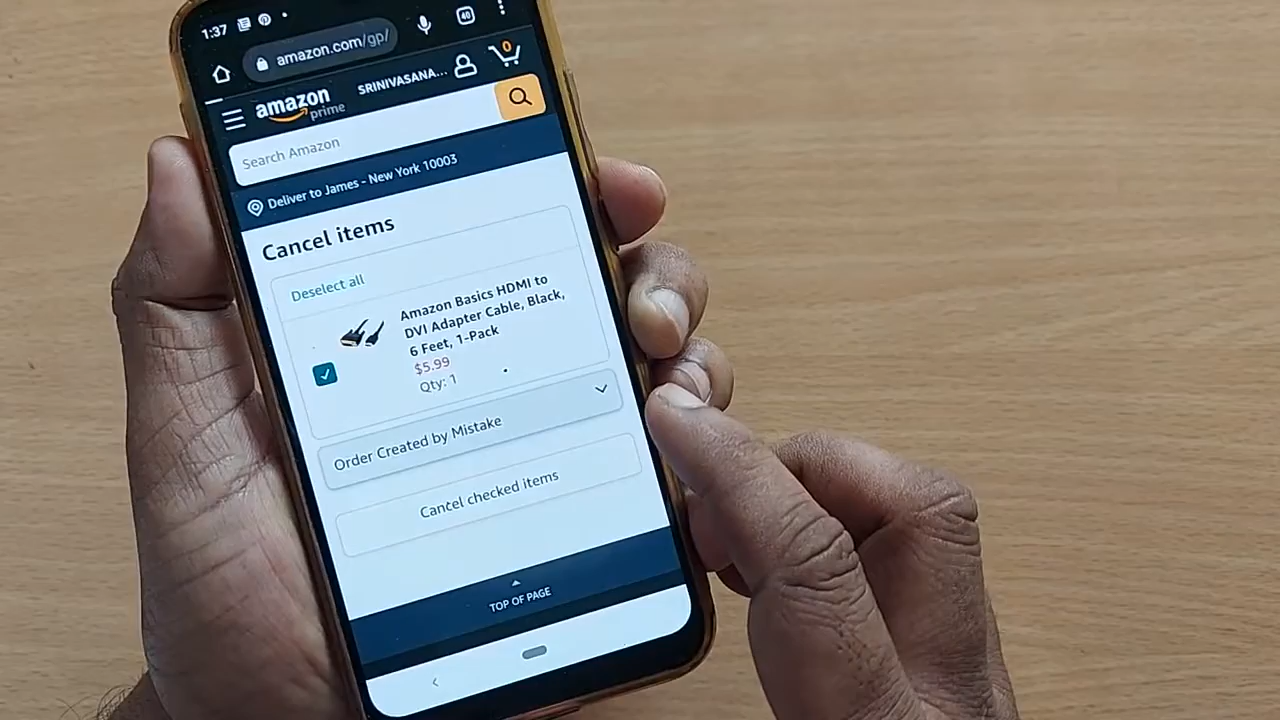 1:37
40
amazon.com/gp/
amazon
prime
SRINIVASANA...
0
Search Amazon
Deliver to James - New York 10003
Cancel items
Deselect all
Amazon Basics HDMI to
DVI Adapter Cable, Black,
6 Feet, 1-Pack
$5.99
Qty: 1
Order Created by Mistake
Cancel checked items
TOP OF PAGE